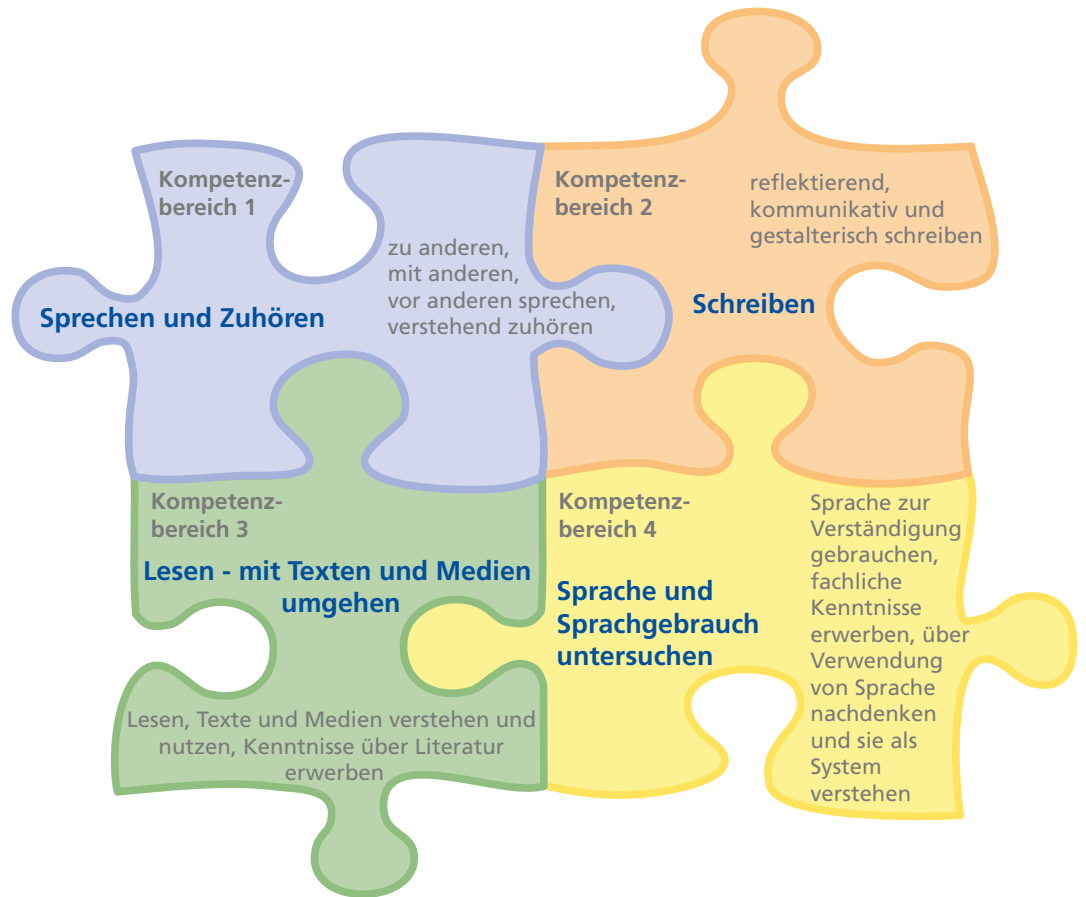 Kompetenz-
bereich 1
Sprechen und Zuhören
zu anderen,
mit anderen,
vor anderen sprechen,
verstehend zuhören
Kompetenz-
bereich 2
Schreiben
reflektierend,
kommunikativ und
gestalterisch schreiben
Kompetenz-
bereich 3
Lesen - mit Texten und Medien
umgehen
Lesen, Texte und Medien verstehen und
nutzen, Kenntnisse über Literatur
erwerben
Kompetenz-
bereich 4
Sprache und
Sprachgebrauch
untersuchen
Sprache zur
Verständigung
gebrauchen,
fachliche
Kenntnisse
erwerben, über
Verwendung
von Sprache
nachdenken
und sie als
System
verstehen